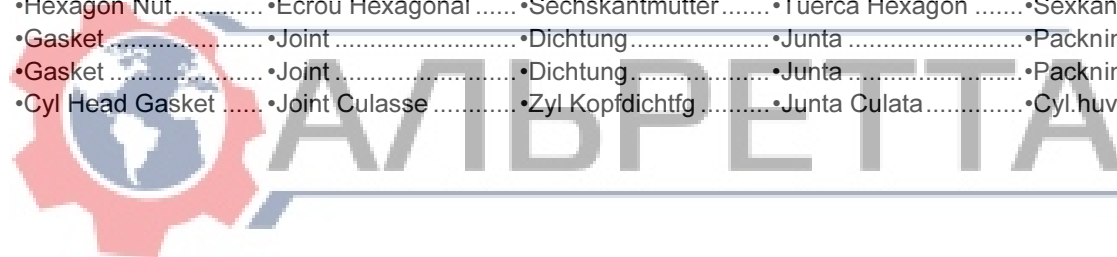 •Hexagon Nut............. •Ecrou Hexagonal ...... •Sechskantmutter....... •Tuerca Hexagon ....... •Sexkan
•Gasket ..................... •Joint ......................... •Dichtung................... •Junta ........................ •Packnin
•Gasket ..................... •Joint ......................... •Dichtung................... •Junta ........................ •Packnin
•Cyl Head Gasket ...... •Joint Culasse ............ •Zyl Kopfdichtfg .......... •Junta Culata ............. •Cyl.huv
АЛЬРЕТТА